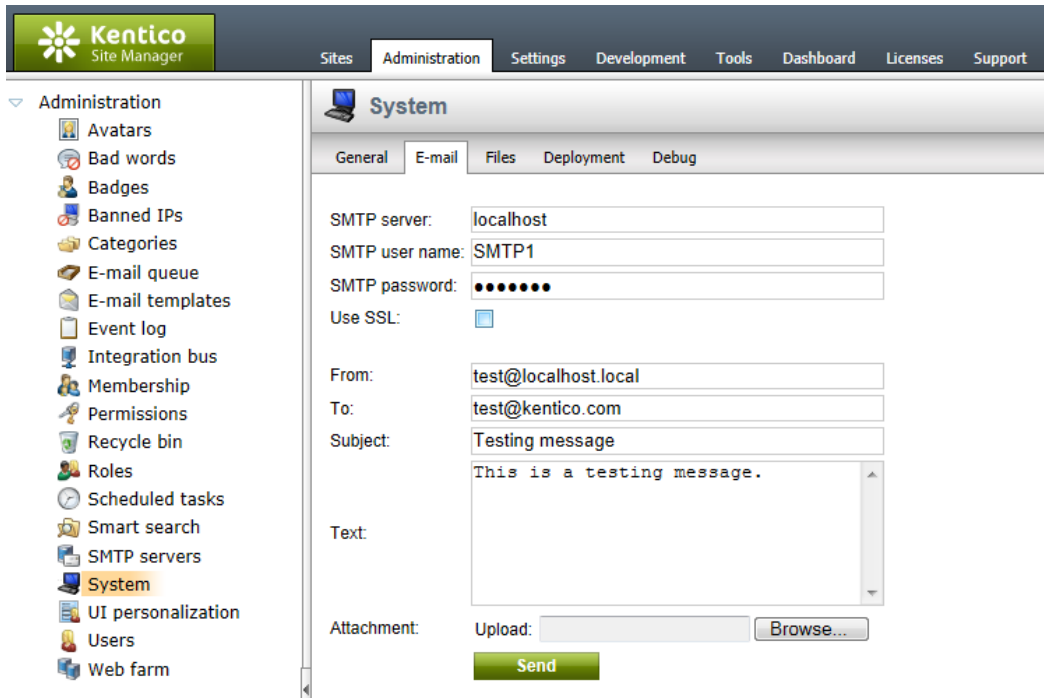 Kentico
Site Manager
Sites Administration Settings Development Tools Dashboard Licenses Support
Administration
Avatars
Bad words
Badges
Banned IPs
Categories
E-mail queue
E-mail templates
Event log
Integration bus
Membership
Permissions
Recycle bin
Roles
Scheduled tasks
Smart search
SMTP servers
System
UI personalization
Users
Web farm
System
General E-mail Files Deployment Debug
SMTP server: localhost
SMTP user name: SMTP1
SMTP password: ●●●●●●●
Use SSL:
From: test@localhost.local
To: test@kentico.com
Subject: Testing message
Text: This is a testing message.
Attachment: Upload: Browse...
Send